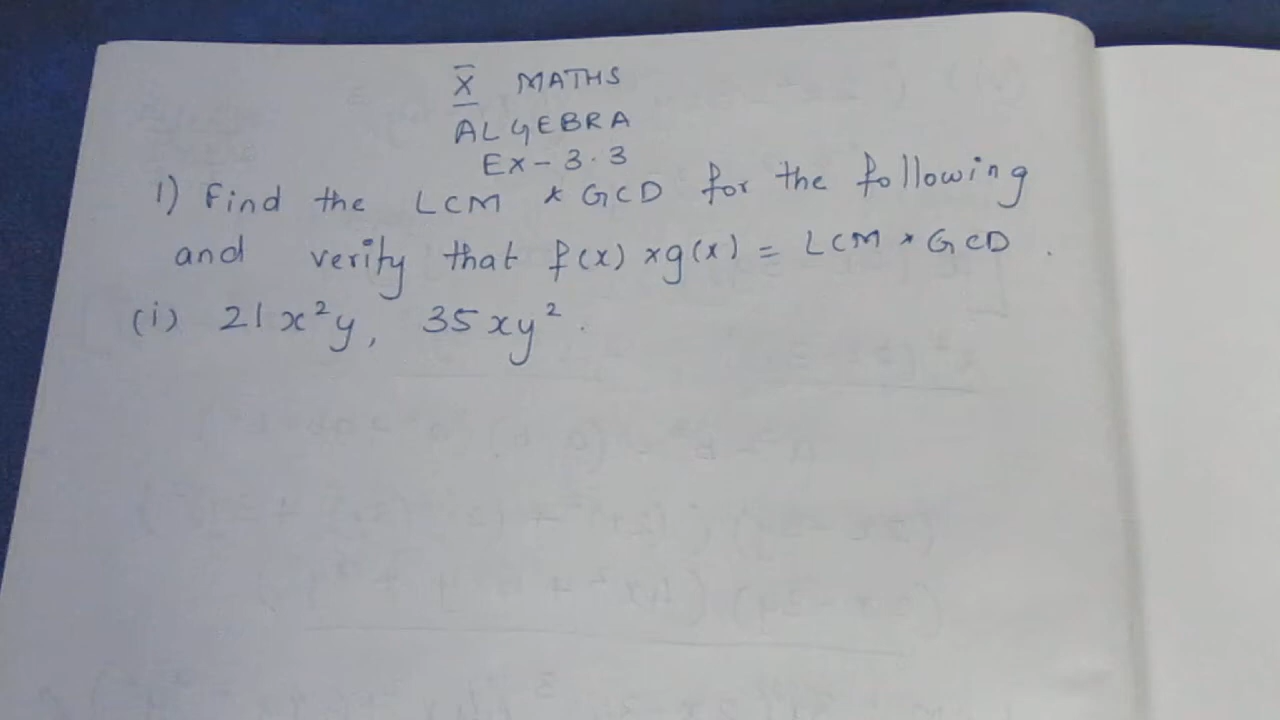 X MATHS
ALGEBRA
Ex-3.3
1) Find the LCM & GCD for the following
and verify that f(x) × g(x) = LCM × GCD.
(i) 21x²y, 35xy².